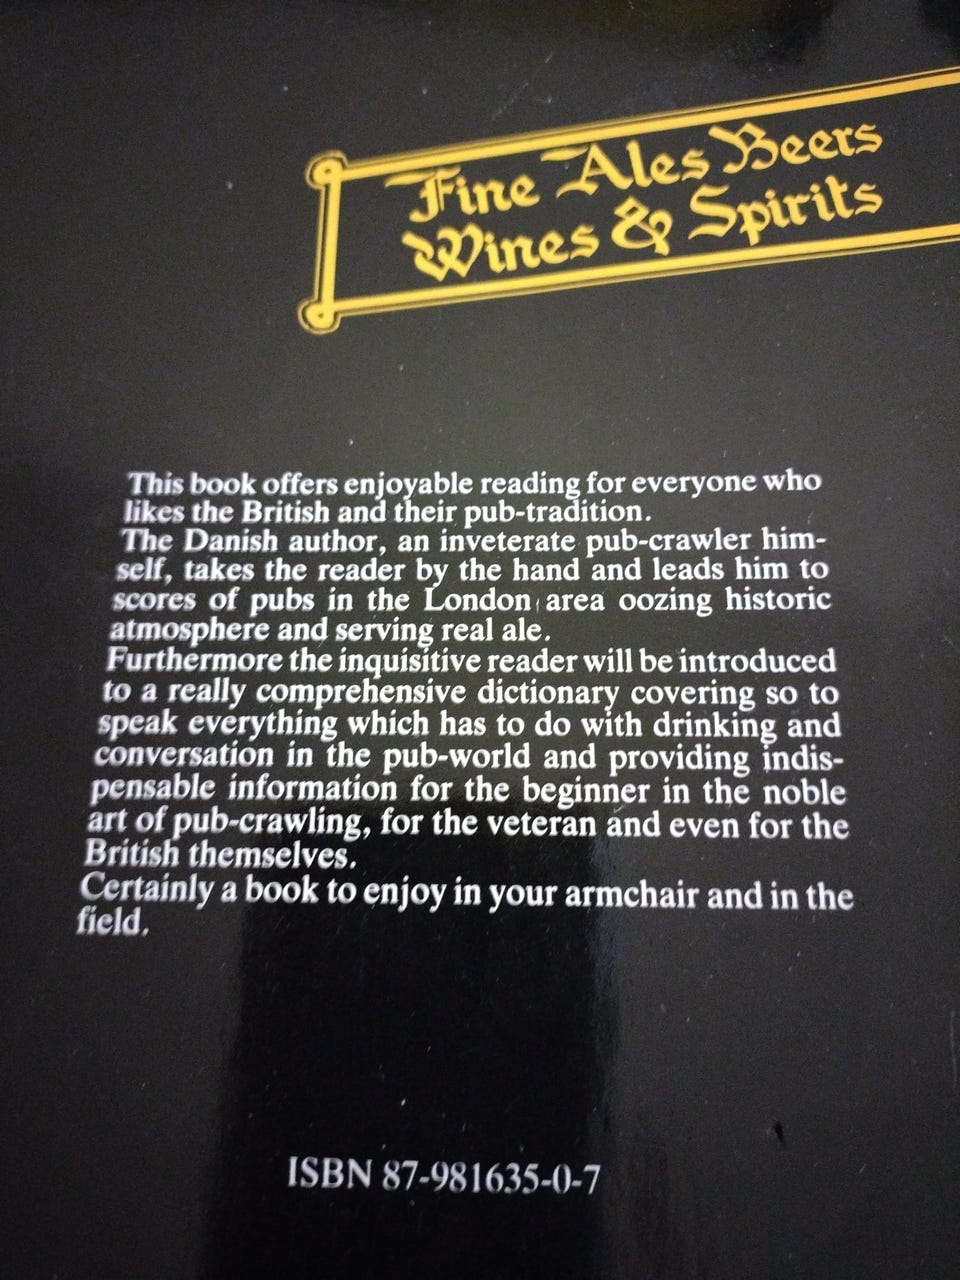 Fine Ales Beers
Wines & Spirits
This book offers enjoyable reading for everyone who
likes the British and their pub-tradition.
The Danish author, an inveterate pub-crawler him-
self, takes the reader by the hand and leads him to
scores of pubs in the London area oozing historic
atmosphere and serving real ale.
Furthermore the inquisitive reader will be introduced
to a really comprehensive dictionary covering so to
speak everything which has to do with drinking and
conversation in the pub-world and providing indis-
pensable information for the beginner in the noble
art of pub-crawling, for the veteran and even for the
British themselves.
Certainly a book to enjoy in your armchair and in the
field.
ISBN 87-981635-0-7